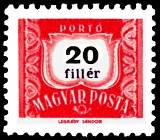 PORTÓ
20
fillér
MAGYAR POSTA
LEGRÁDY SÁNDOR